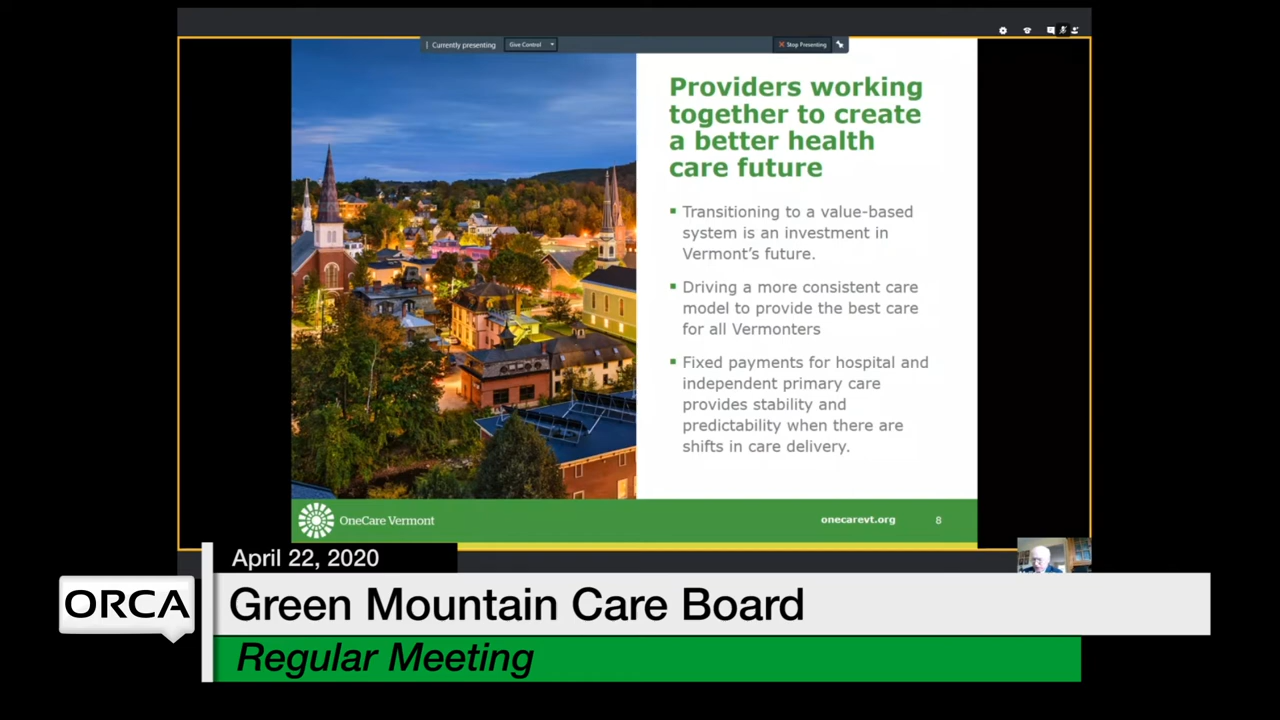 Currently presenting
Give Control
Stop Presenting
Providers working
together to create
a better health
care future
Transitioning to a value-based
system is an investment in
Vermont's future.
Driving a more consistent care
model to provide the best care
for all Vermonters
Fixed payments for hospital and
independent primary care
provides stability and
predictability when there are
shifts in care delivery.
OneCare Vermont
onecarevt.org
8
April 22, 2020
ORCA
Green Mountain Care Board
Regular Meeting